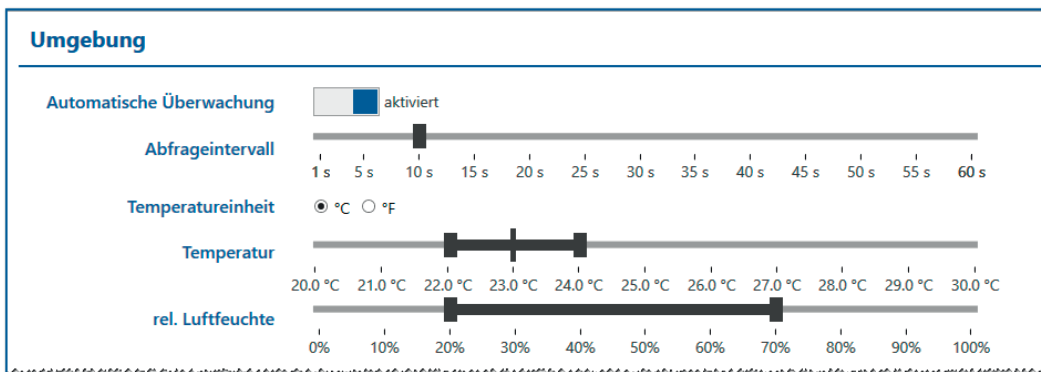 Umgebung
Automatische Überwachung aktiviert
Abfrageintervall
1 s 5 s 10 s 15 s 20 s 25 s 30 s 35 s 40 s 45 s 50 s 55 s 60 s
Temperatureinheit °C °F
Temperatur
20.0 °C 21.0 °C 22.0 °C 23.0 °C 24.0 °C 25.0 °C 26.0 °C 27.0 °C 28.0 °C 29.0 °C 30.0 °C
rel. Luftfeuchte
0% 10% 20% 30% 40% 50% 60% 70% 80% 90% 100%